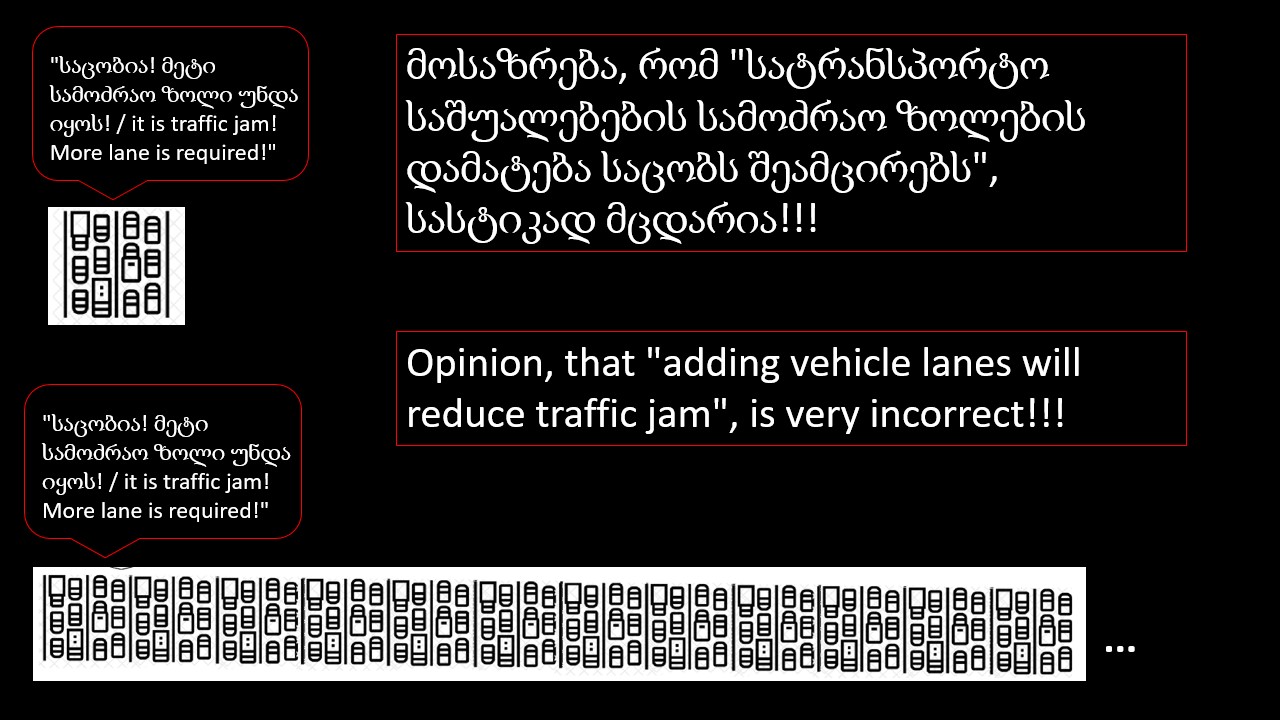 "საცობია! მეტი
სამოძრაო ზოლი უნდა
იყოს! / it is traffic jam!
More lane is required!"
მოსაზრება, რომ "სატრანსპორტო
საშუალებების სამოძრაო ზოლების
დამატება საცობს შეამცირებს",
სასტიკად მცდარია!!!
Opinion, that "adding vehicle lanes will
reduce traffic jam", is very incorrect!!!
"საცობია! მეტი
სამოძრაო ზოლი უნდა
იყოს! / it is traffic jam!
More lane is required!"
...